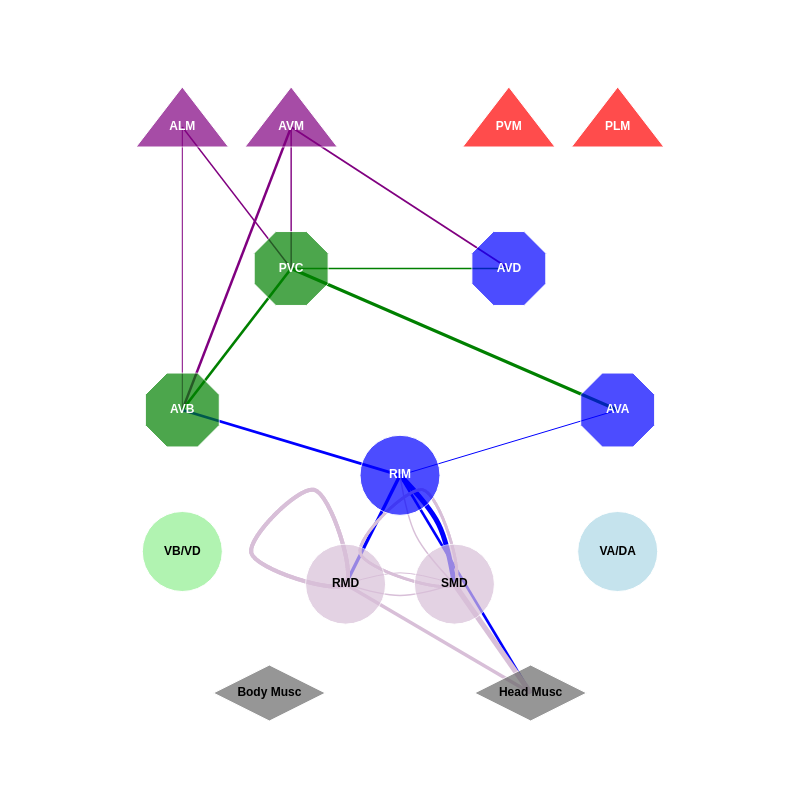 ALM
AVM
PVM
PLM
PVC
AVD
AVB
AVA
RIM
VB/VD
VA/DA
RMD
SMD
Body Musc
Head Musc